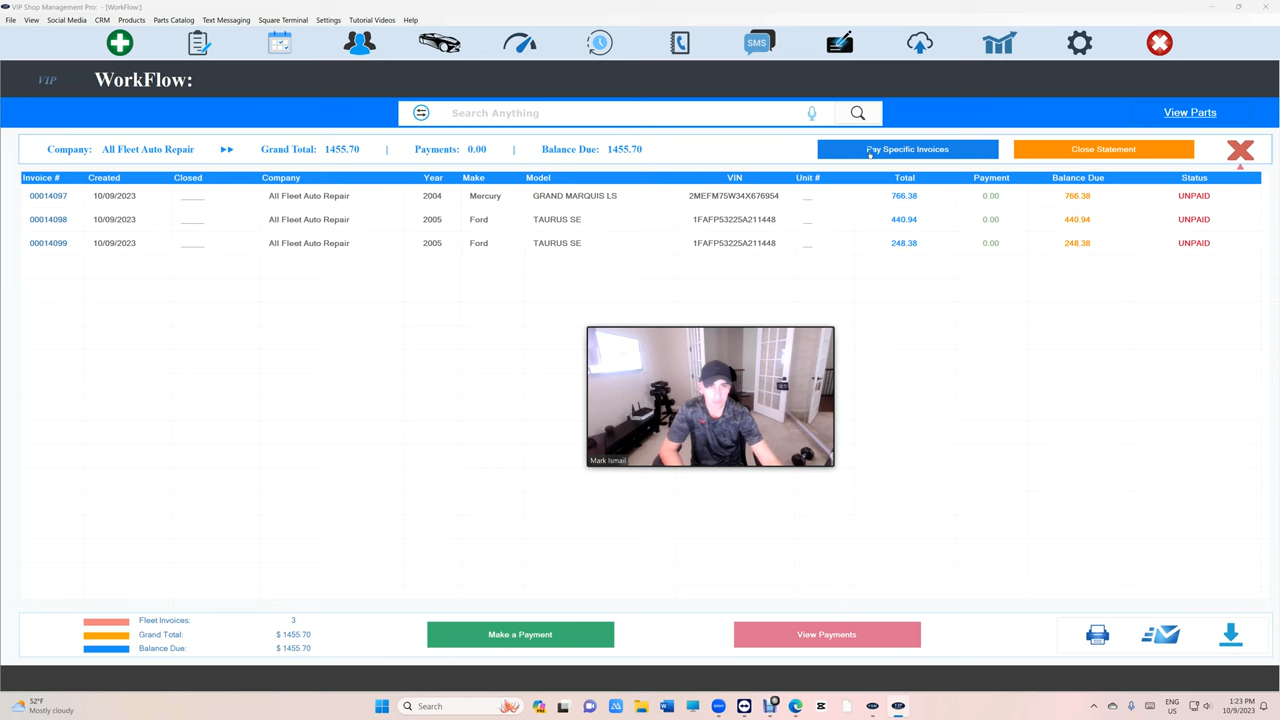 VIP Shop Management Pro: - [WorkFlow:]
File View Social Media CRM Products Parts Catalog Text Messaging Square Terminal Settings Tutorial Videos Help
SMS
VIP WorkFlow:
Search Anything
View Parts
Company: All Fleet Auto Repair Grand Total: 1455.70 | Payments: 0.00 | Balance Due: 1455.70
Pay Specific Invoices
Close Statement
Invoice # Created Closed Company Year Make Model VIN Unit # Total Payment Balance Due Status
00014097 10/09/2023 _____ All Fleet Auto Repair 2004 Mercury GRAND MARQUIS LS 2MEFM75W34X676954 __ 766.38 0.00 766.38 UNPAID
00014098 10/09/2023 _____ All Fleet Auto Repair 2005 Ford TAURUS SE 1FAFP53225A211448 __ 440.94 0.00 440.94 UNPAID
00014099 10/09/2023 _____ All Fleet Auto Repair 2005 Ford TAURUS SE 1FAFP53225A211448 __ 248.38 0.00 248.38 UNPAID
Mark Ismail
Fleet Invoices: 3
Grand Total: $ 1455.70
Balance Due: $ 1455.70
Make a Payment
View Payments
52°F
Mostly cloudy
Search
ENG
US
1:23 PM
10/9/2023